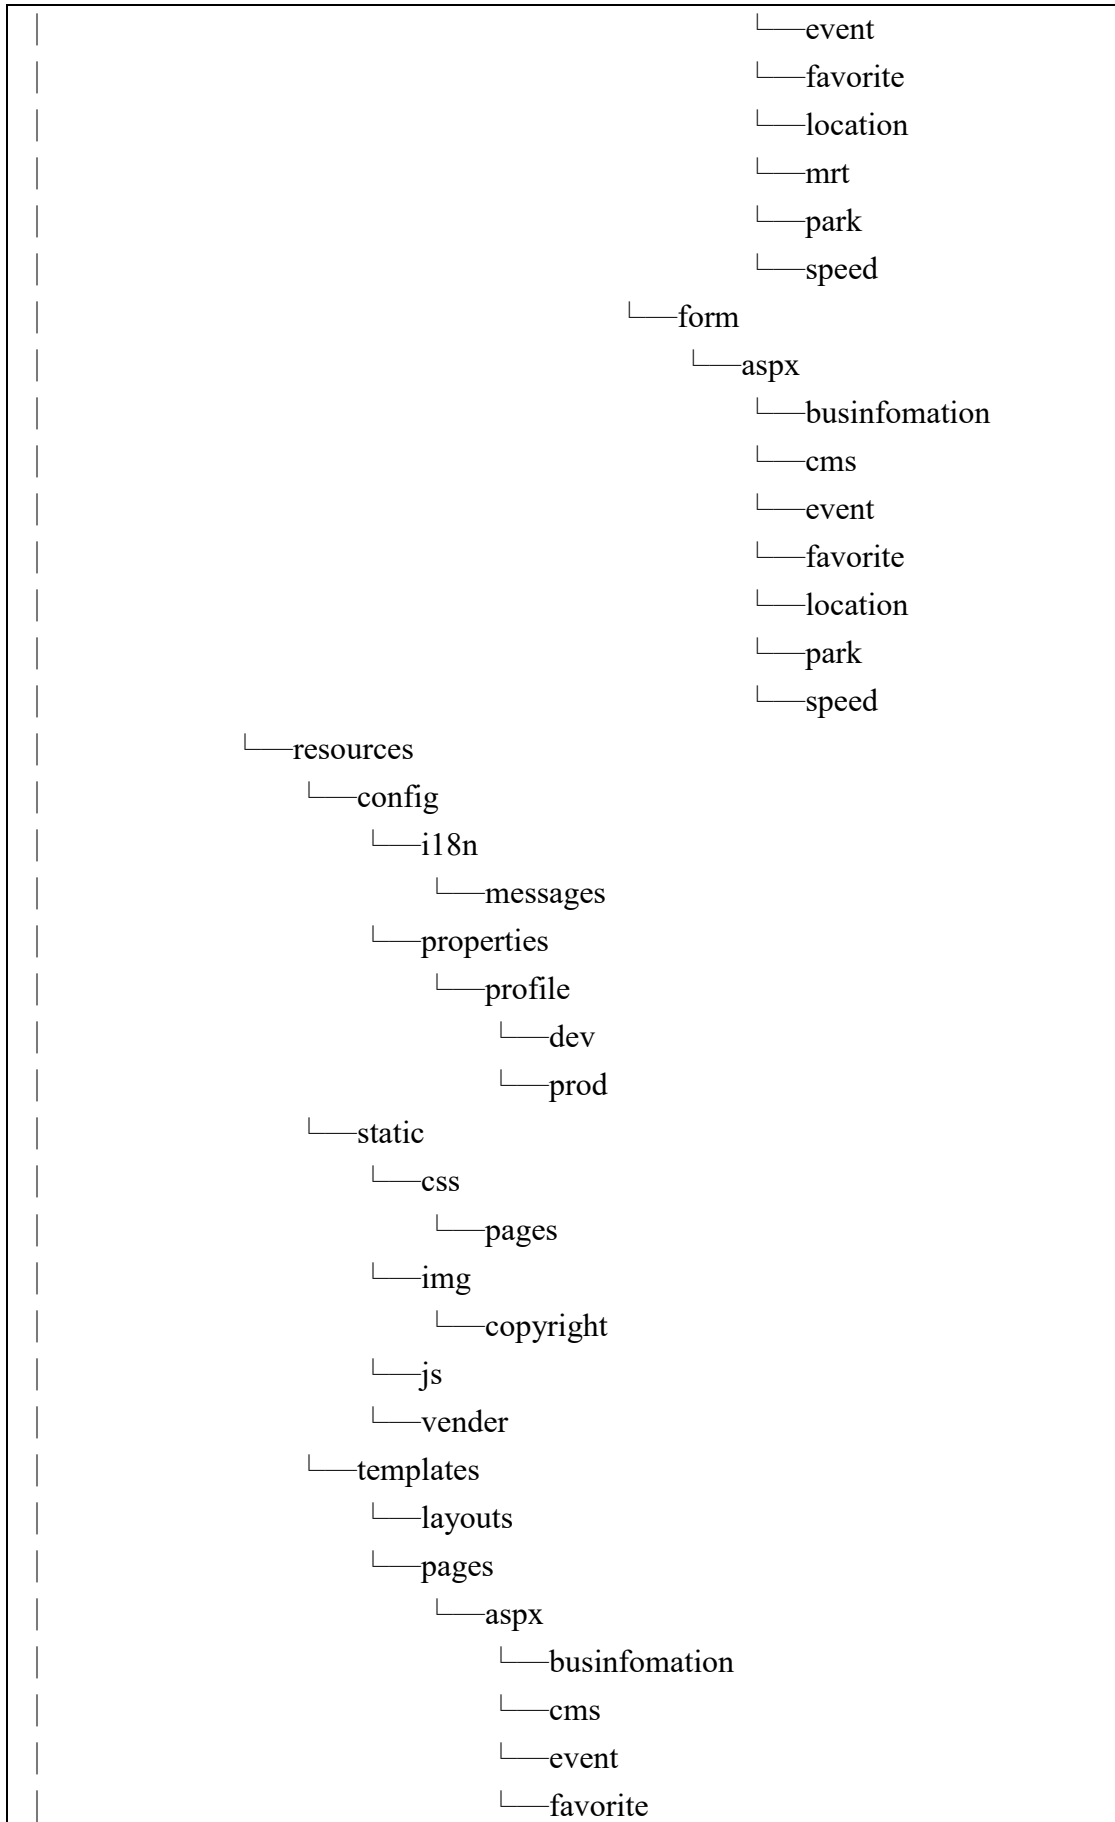 │ └──event
│ └──favorite
│ └──location
│ └──mrt
│ └──park
│ └──speed
│ └──form
│ └──aspx
│ └──businfomation
│ └──cms
│ └──event
│ └──favorite
│ └──location
│ └──park
│ └──speed
│ └──resources
│ └──config
│ └──i18n
│ └──messages
│ └──properties
│ └──profile
│ └──dev
│ └──prod
│ └──static
│ └──css
│ └──pages
│ └──img
│ └──copyright
│ └──js
│ └──vender
│ └──templates
│ └──layouts
│ └──pages
│ └──aspx
│ └──businfomation
│ └──cms
│ └──event
│ └──favorite